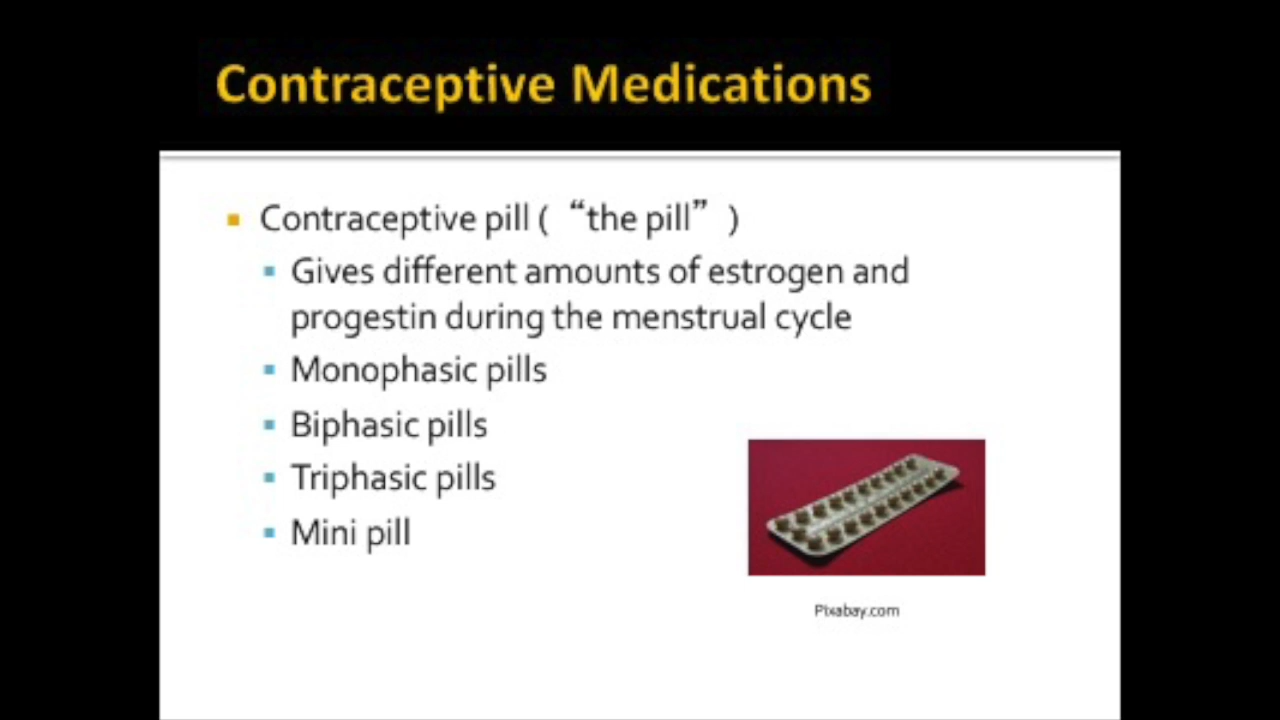 Contraceptive Medications
Contraceptive pill ( “the pill” )
Gives different amounts of estrogen and
progestin during the menstrual cycle
Monophasic pills
Biphasic pills
Triphasic pills
Mini pill
Pixabay.com